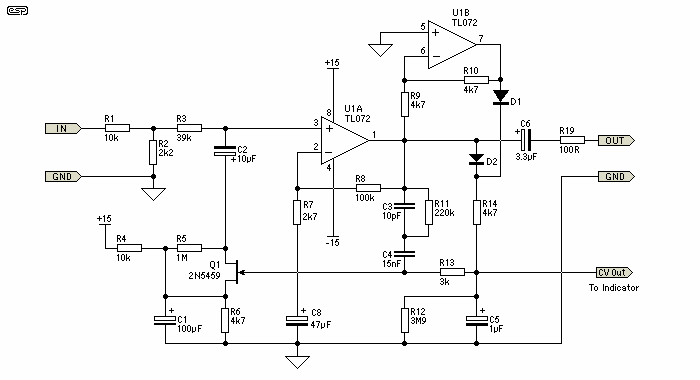 esp
U1B
TL072
5
+
6
−
7
R10
4k7
D1
+15
R9
4k7
U1A
TL072
8
3
+
2
−
1
4
-15
IN
R1
10k
R3
39k
R2
2k2
C2
+10µF
GND
C6
+
3.3µF
R19
100R
OUT
D2
GND
R8
100k
R7
2k7
C3
10pF
R11
220k
R14
4k7
+15
R4
10k
R5
1M
Q1
2N5459
C4
15nF
R13
3k
CV Out
To Indicator
+
C1
100µF
R6
4k7
+
C8
47µF
R12
3M9
+
C5
1µF